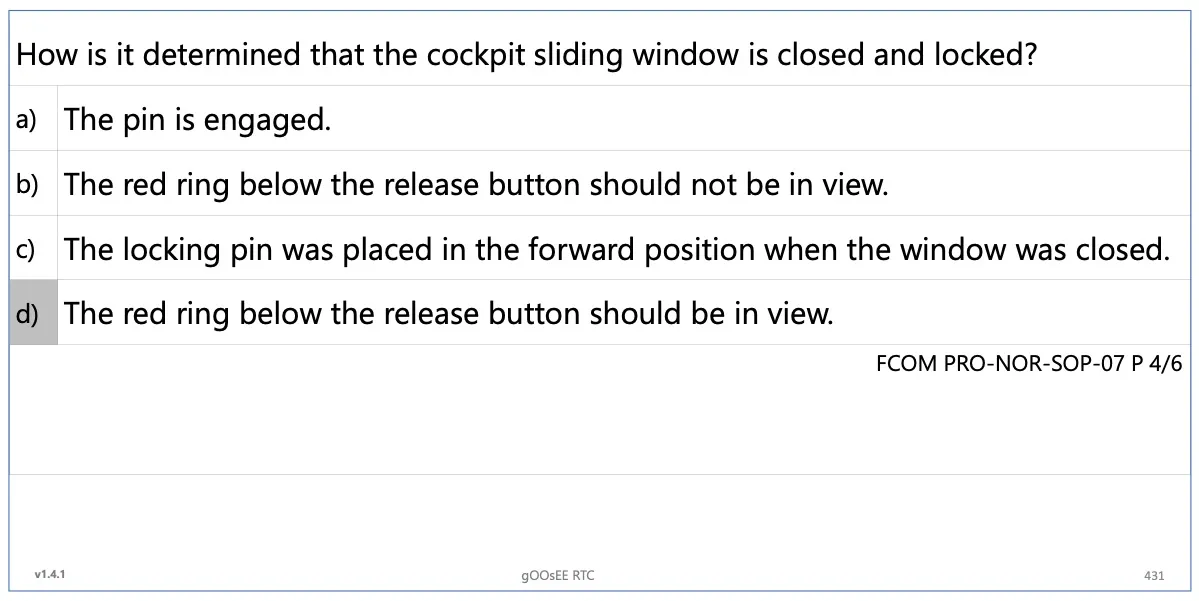 How is it determined that the cockpit sliding window is closed and locked?
a) The pin is engaged.
b) The red ring below the release button should not be in view.
c) The locking pin was placed in the forward position when the window was closed.
d) The red ring below the release button should be in view.
FCOM PRO-NOR-SOP-07 P 4/6
v1.4.1 gOOsEE RTC 431